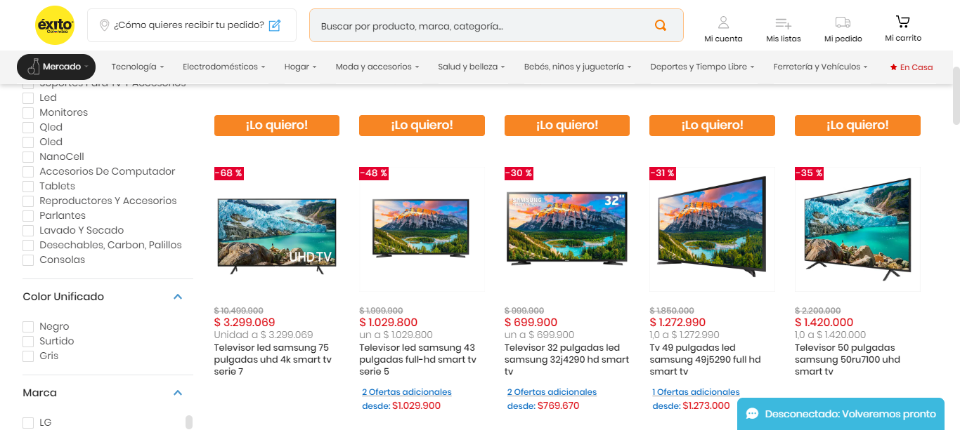 éxito
Colombia
¿Cómo quieres recibir tu pedido?
Buscar por producto, marca, categoría...
Mi cuenta
Mis listas
Mi pedido
Mi carrito
Mercado
Tecnología
Electrodomésticos
Hogar
Moda y accesorios
Salud y belleza
Bebés, niños y juguetería
Deportes y Tiempo Libre
Ferretería y Vehículos
En Casa
Soportes Para Tv Y Accesorios
Led
Monitores
Qled
Oled
NanoCell
Accesorios De Computador
Tablets
Reproductores Y Accesorios
Parlantes
Lavado Y Secado
Desechables, Carbon, Palillos
Consolas
Color Unificado
Negro
Surtido
Gris
Marca
LG
¡Lo quiero!
¡Lo quiero!
¡Lo quiero!
¡Lo quiero!
¡Lo quiero!
-68 %
UHD TV
$ 10.499.900
$ 3.299.069
Unidad a $ 3.299.069
Televisor led samsung 75
pulgadas uhd 4k smart tv
serie 7
-48 %
$ 1.999.900
$ 1.029.800
un a $ 1.029.800
Televisor led samsung 43
pulgadas full-hd smart tv
serie 5
2 Ofertas adicionales
desde: $1.029.900
-30 %
SAMSUNG
32"
$ 999.900
$ 699.900
un a $ 699.900
Televisor 32 pulgadas led
samsung 32j4290 hd smart
tv
2 Ofertas adicionales
desde: $769.670
-31 %
$ 1.850.000
$ 1.272.990
1,0 a $ 1.272.990
Tv 49 pulgadas led
samsung 49j5290 full hd
smart tv
1 Ofertas adicionales
desde: $1.273.000
-35 %
$ 2.200.000
$ 1.420.000
1,0 a $ 1.420.000
Televisor 50 pulgadas
samsung 50ru7100 uhd
smart tv
Desconectado: Volveremos pronto